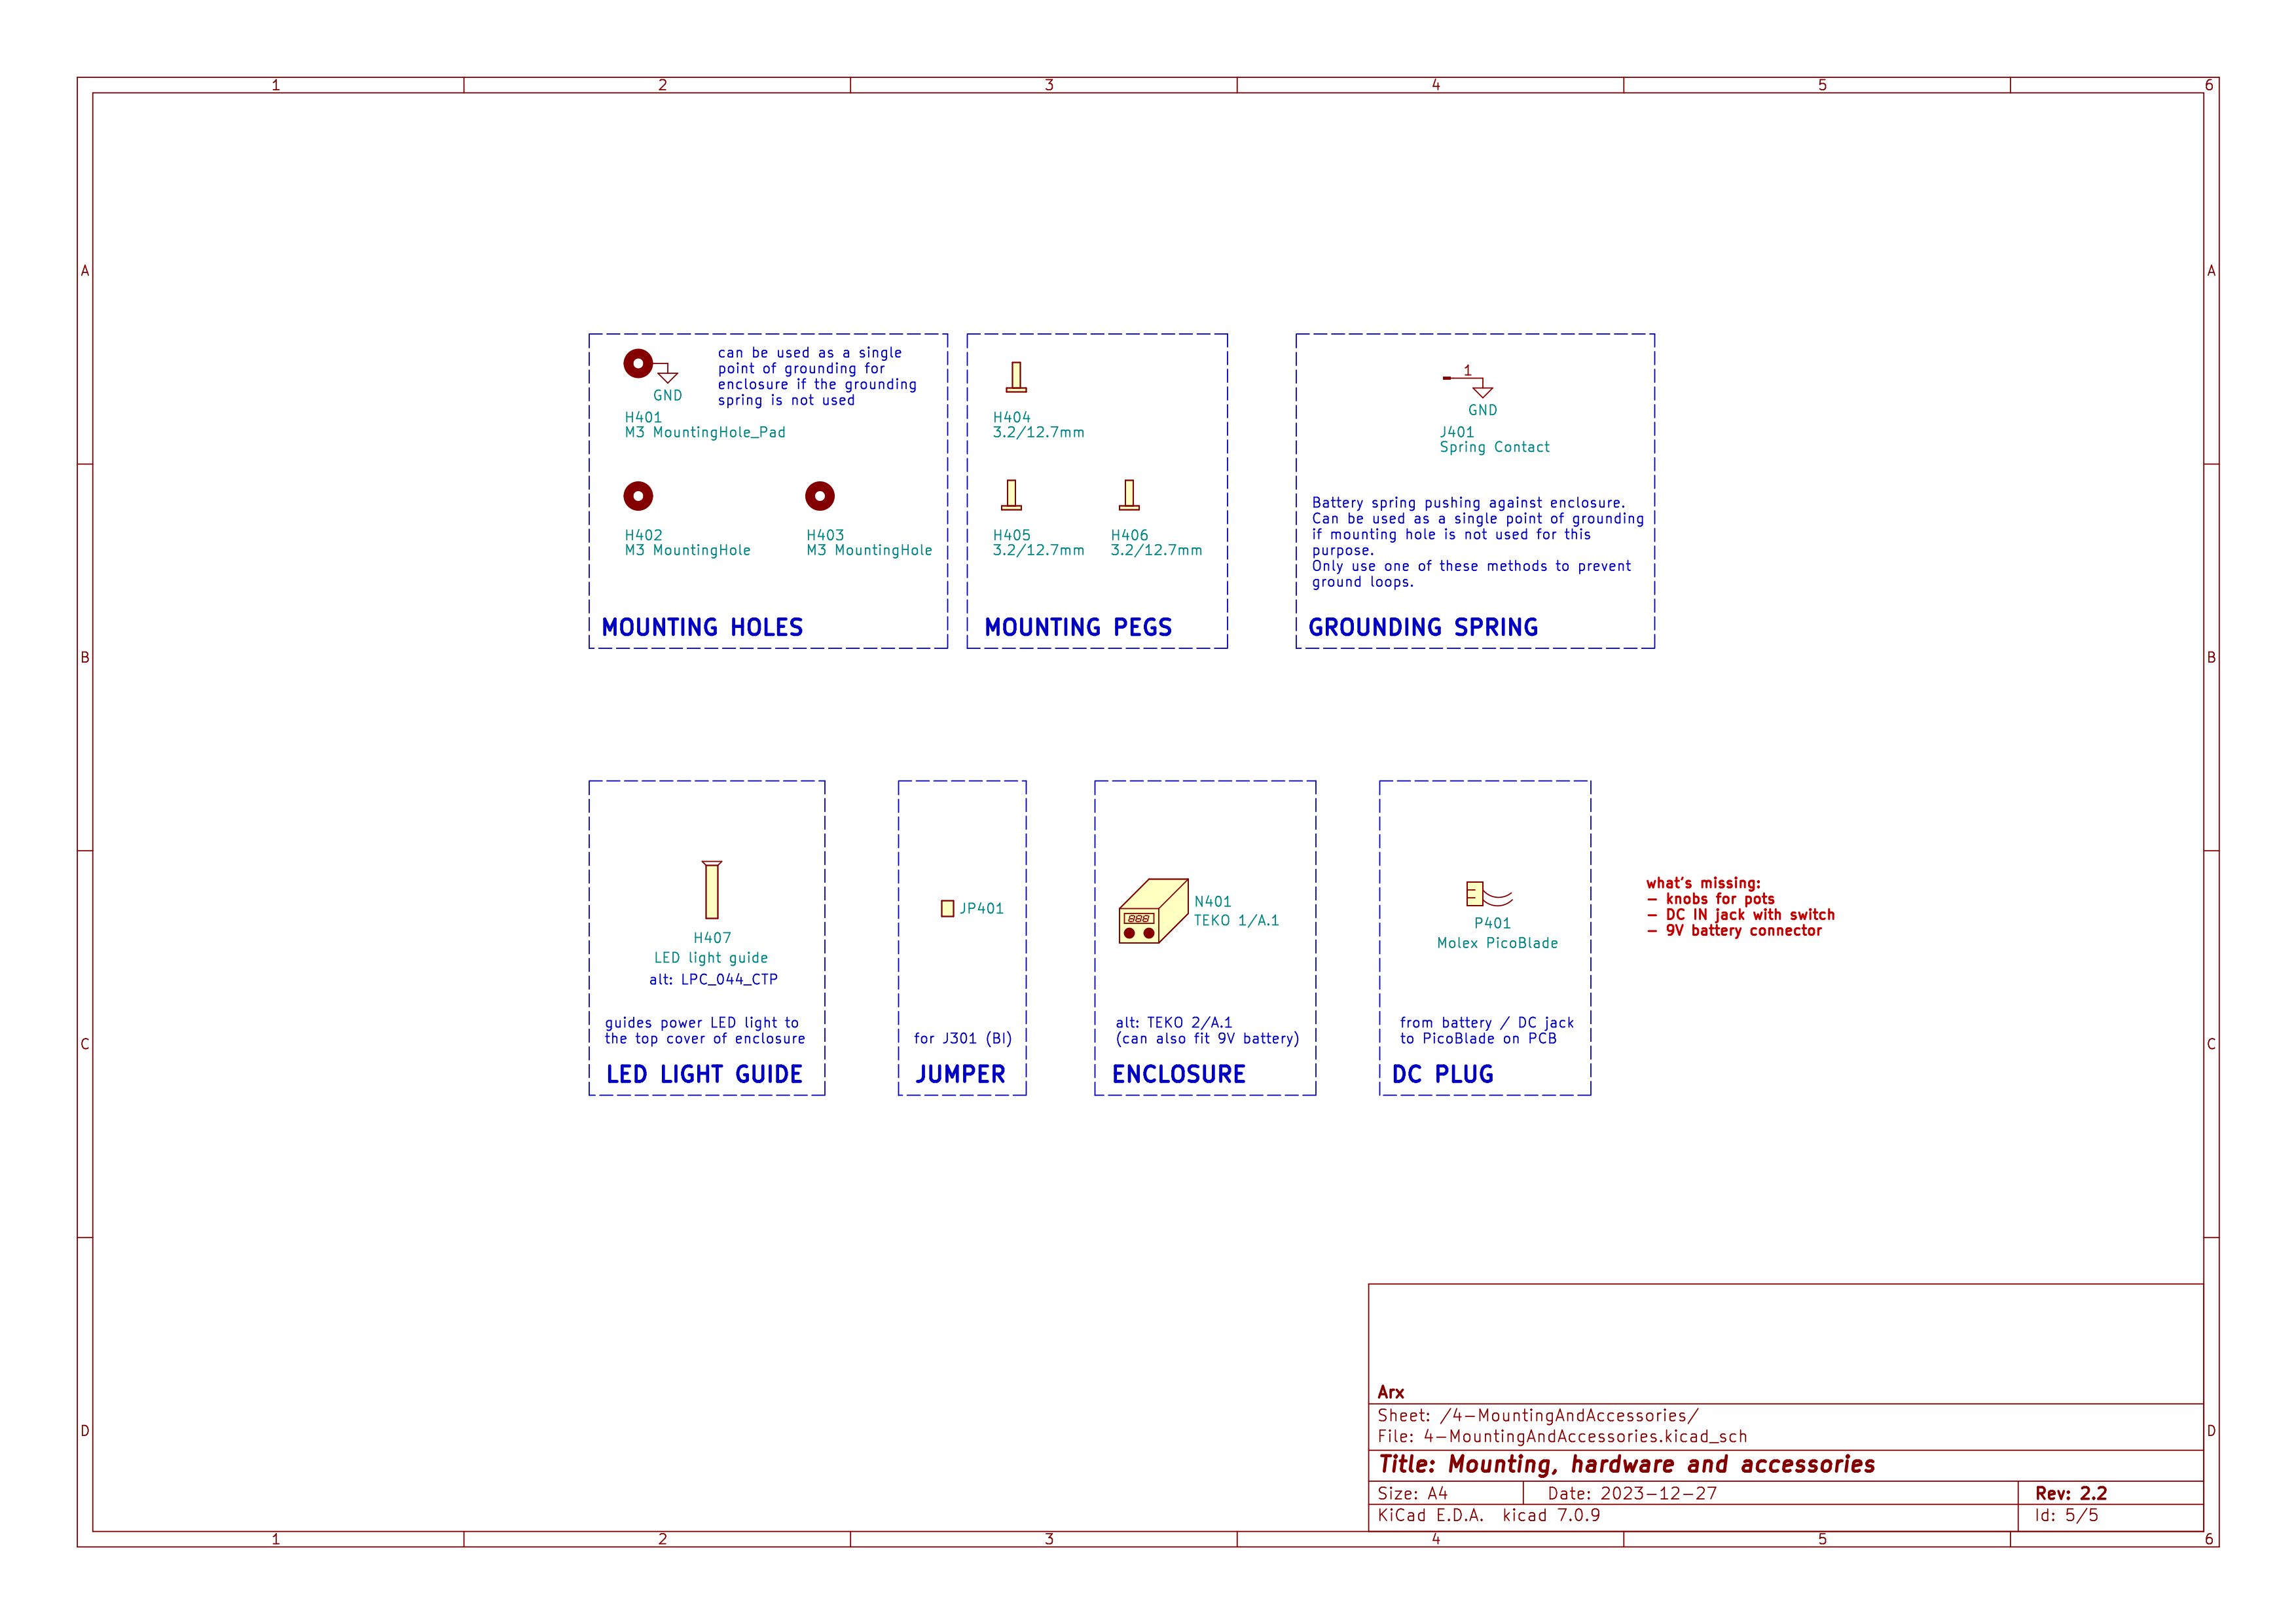 1 2 3 4 5 6
A A
can be used as a single
point of grounding for
enclosure if the grounding
spring is not used
GND
H401
M3 MountingHole_Pad
H402
M3 MountingHole
H403
M3 MountingHole
MOUNTING HOLES
H404
3.2/12.7mm
H405
3.2/12.7mm
H406
3.2/12.7mm
MOUNTING PEGS
1
GND
J401
Spring Contact
Battery spring pushing against enclosure.
Can be used as a single point of grounding
if mounting hole is not used for this
purpose.
Only use one of these methods to prevent
ground loops.
GROUNDING SPRING
B B
H407
LED light guide
alt: LPC_044_CTP
guides power LED light to
the top cover of enclosure
LED LIGHT GUIDE
JP401
for J301 (BI)
JUMPER
888
N401
TEKO 1/A.1
alt: TEKO 2/A.1
(can also fit 9V battery)
ENCLOSURE
P401
Molex PicoBlade
from battery / DC jack
to PicoBlade on PCB
DC PLUG
what's missing:
- knobs for pots
- DC IN jack with switch
- 9V battery connector
C C
D D
Arx
Sheet: /4-MountingAndAccessories/
File: 4-MountingAndAccessories.kicad_sch
Title: Mounting, hardware and accessories
Size: A4 Date: 2023-12-27 Rev: 2.2
KiCad E.D.A. kicad 7.0.9 Id: 5/5
1 2 3 4 5 6